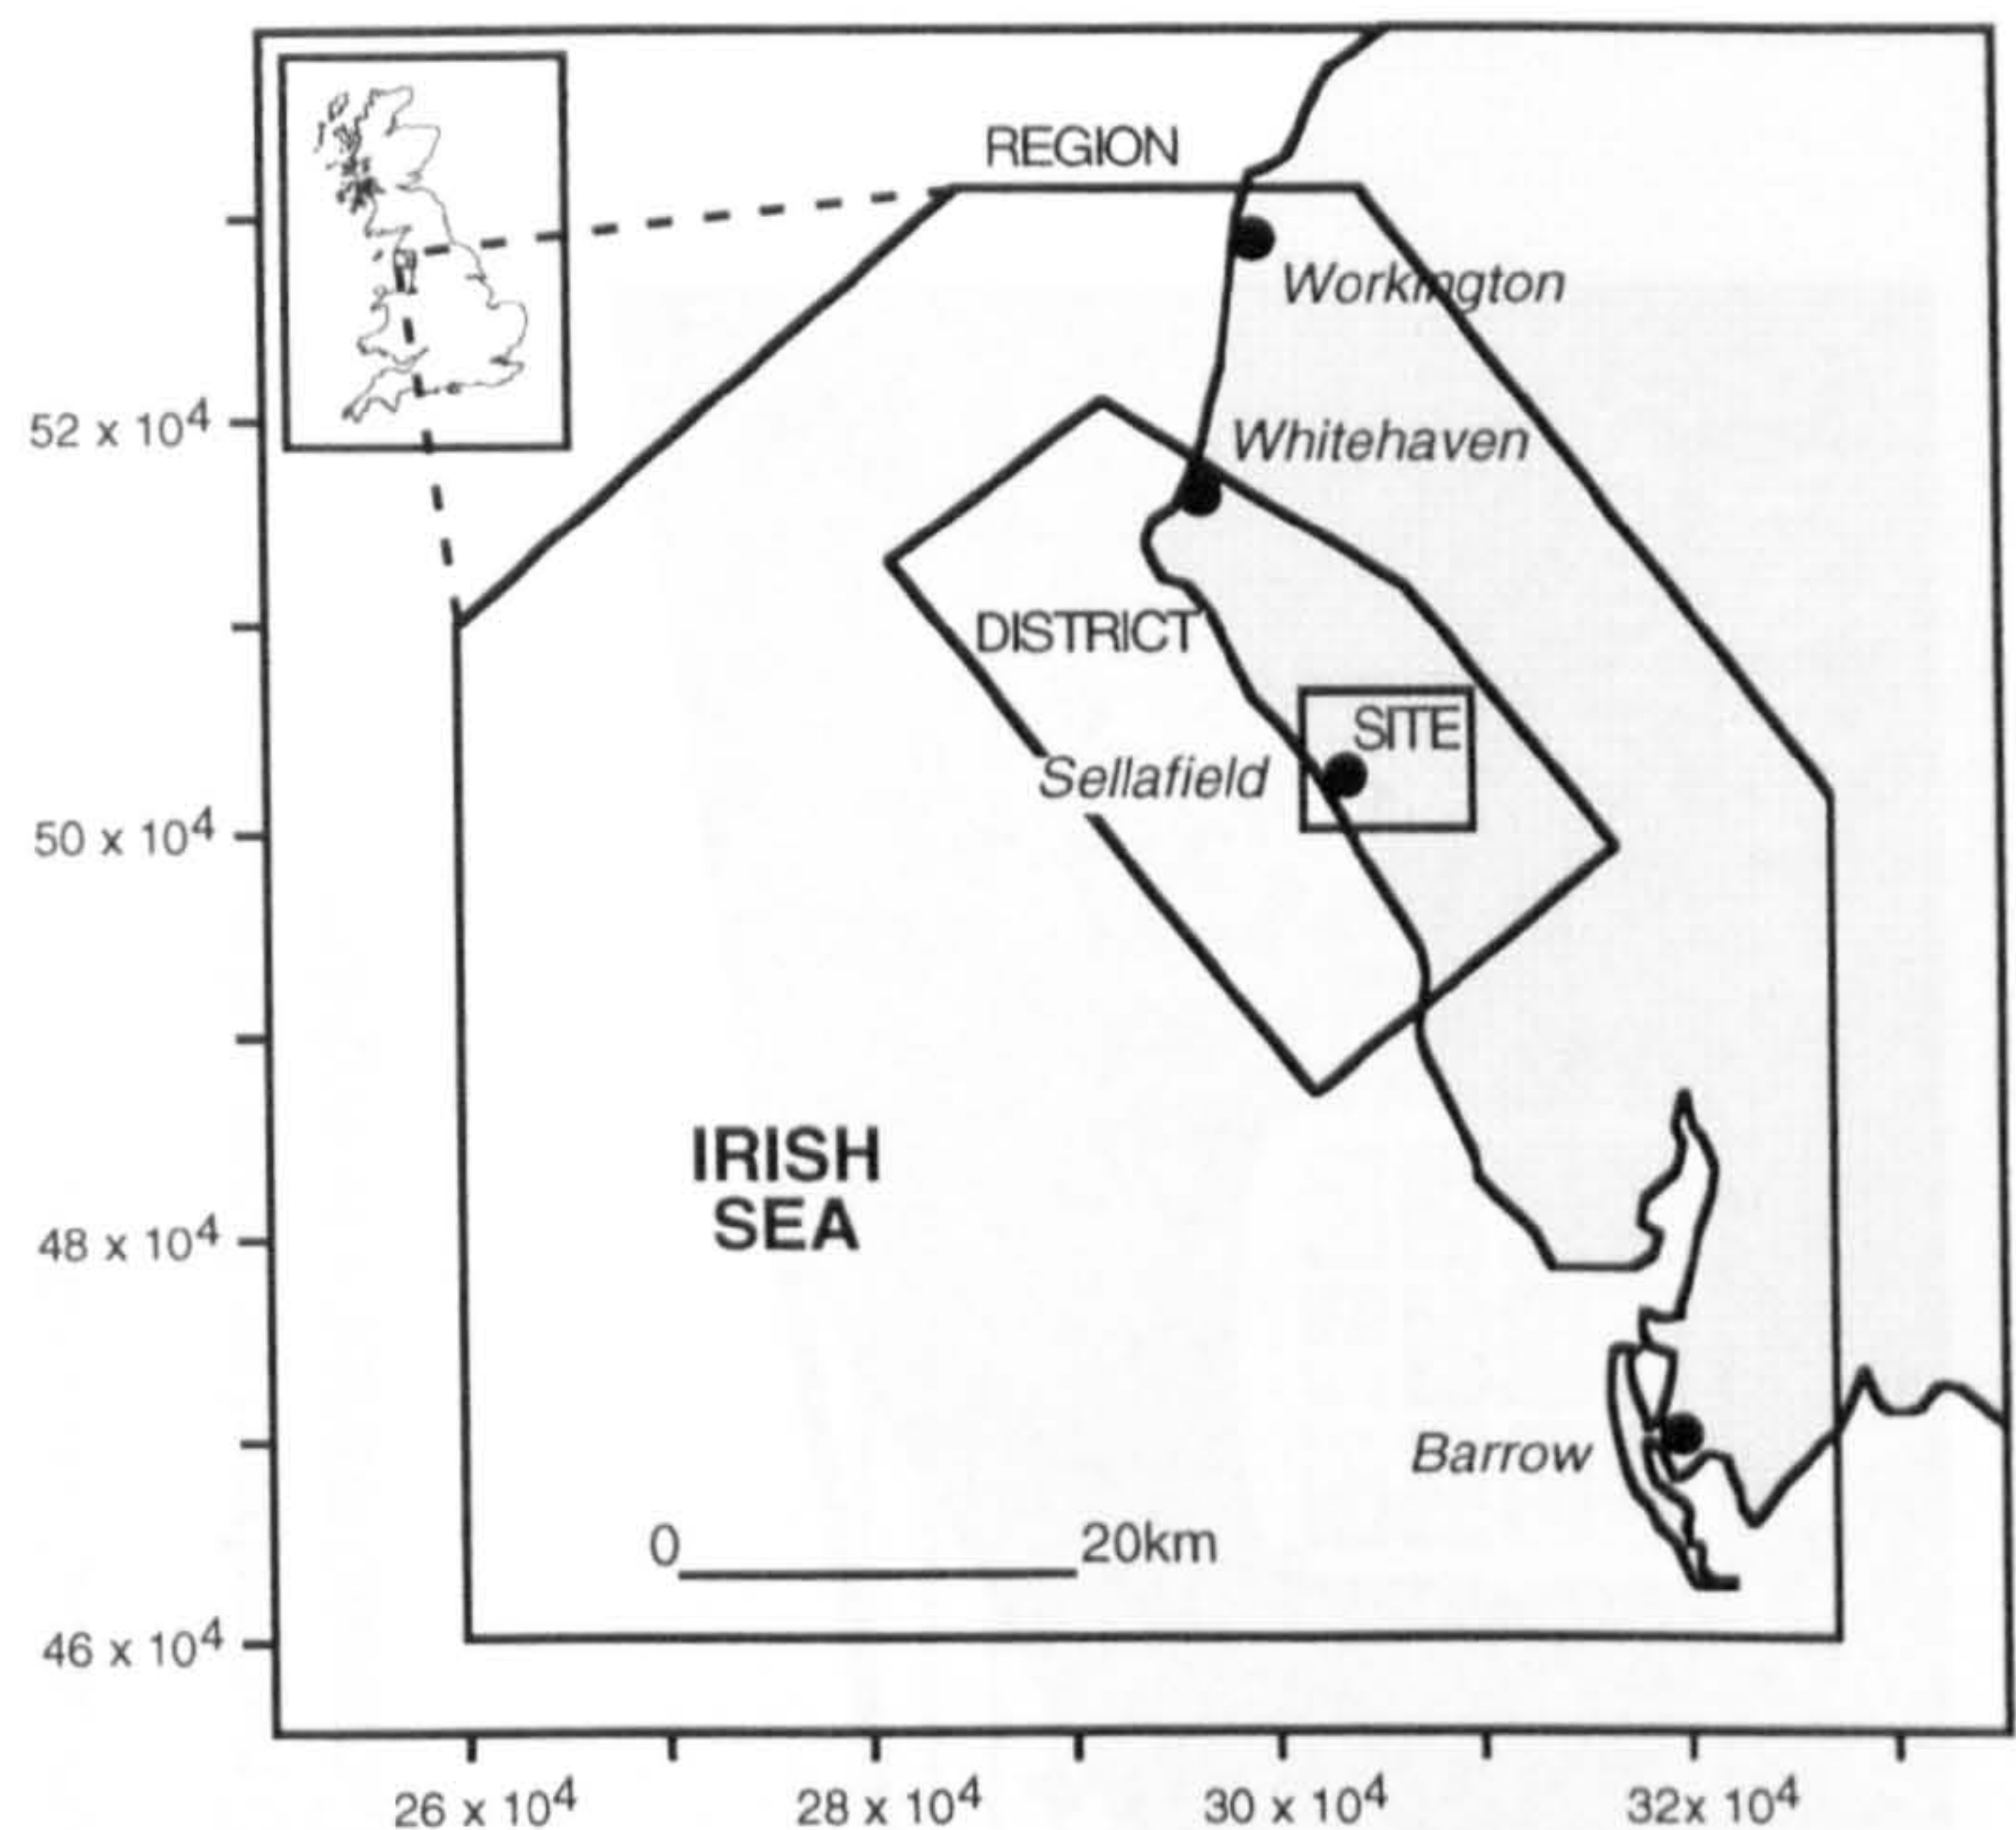 REGION
Workington
52 x 10⁴
Whitehaven
DISTRICT
SITE
Sellafield
50 x 10⁴
IRISH
SEA
48 x 10⁴
Barrow
0 20km
46 x 10⁴
26 x 10⁴ 28 x 10⁴ 30 x 10⁴ 32x 10⁴